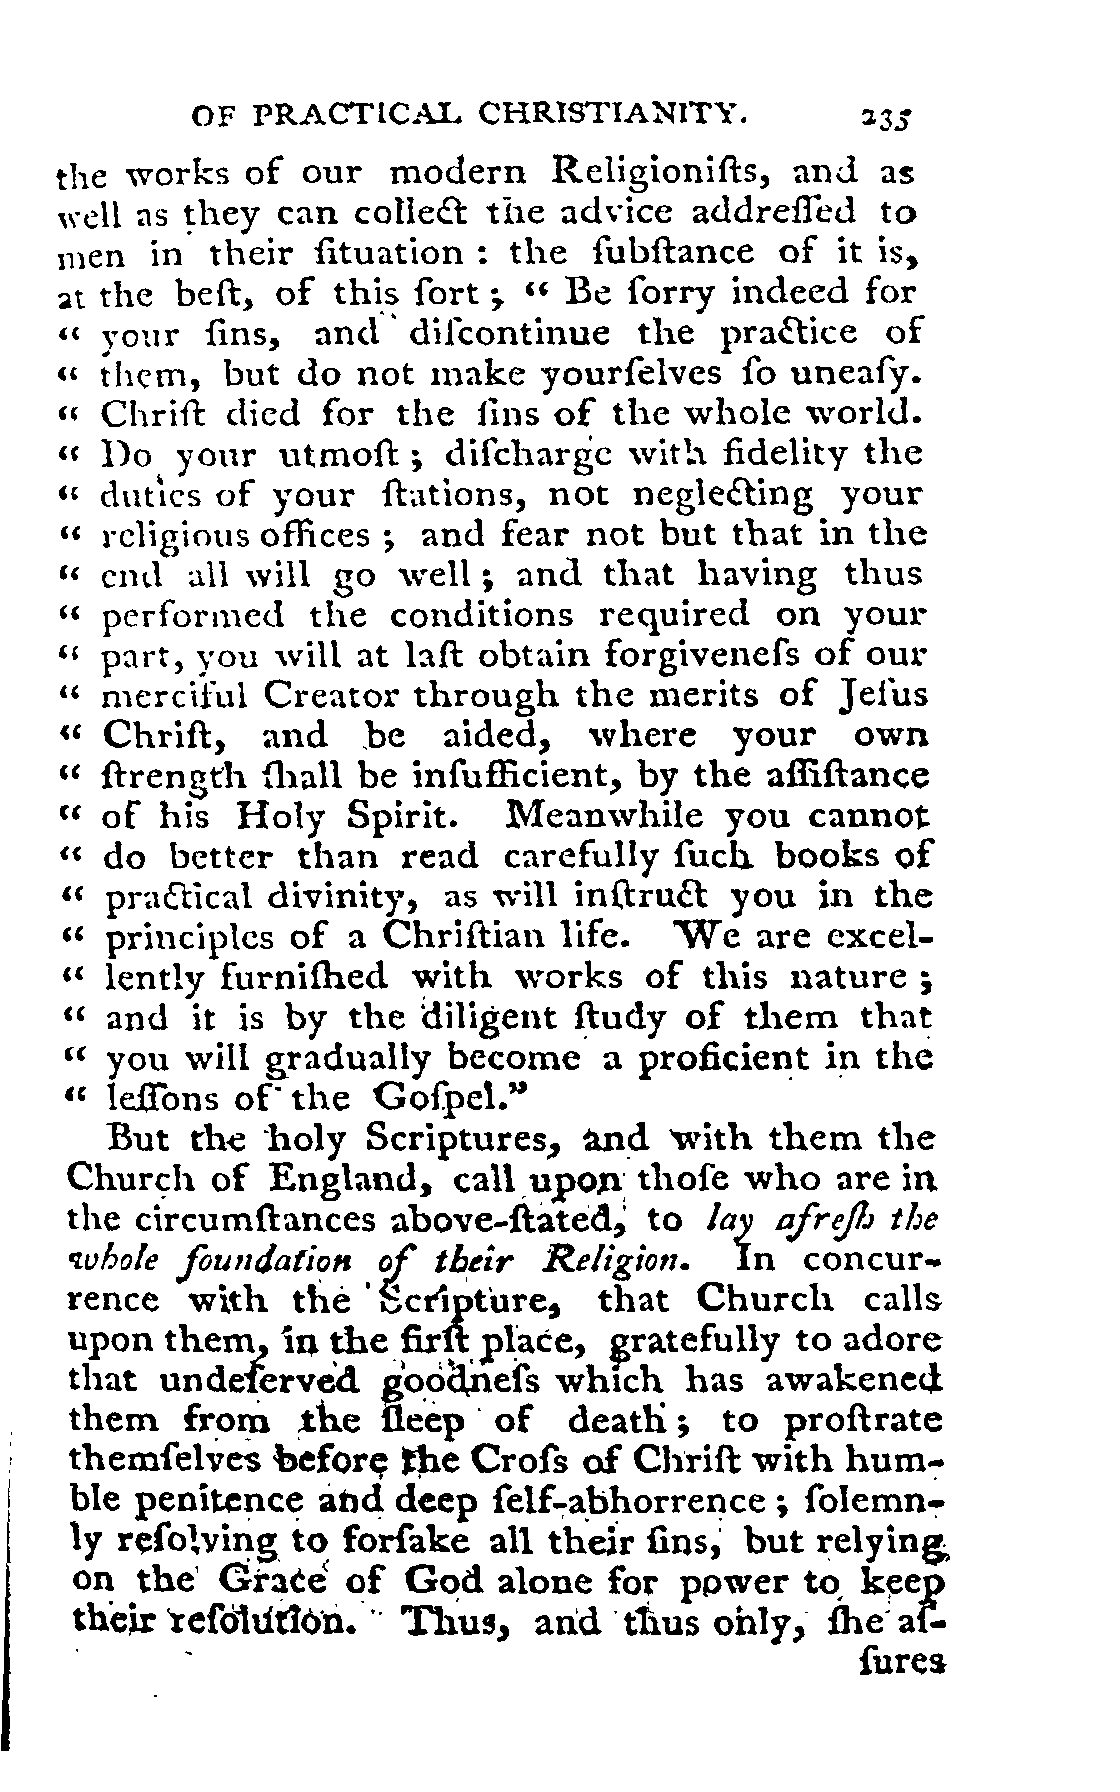 OF PRACTICAL CHRISTIANITY. 235
the works of our modern Religioniſts, and as
well as they can collect the advice addreſſed to
men in their ſituation : the ſubſtance of it is,
at the beſt, of this ſort ; “ Be ſorry indeed for
“ your ſins, and diſcontinue the practice of
“ them, but do not make yourſelves ſo uneaſy.
“ Chriſt died for the ſins of the whole world.
“ Do your utmoſt ; diſcharge with fidelity the
“ duties of your ſtations, not neglecting your
“ religious offices ; and fear not but that in the
“ end all will go well ; and that having thus
“ performed the conditions required on your
“ part, you will at laſt obtain forgiveneſs of our
“ merciful Creator through the merits of Jeſus
“ Chriſt, and be aided, where your own
“ ſtrength ſhall be inſufficient, by the aſſiſtance
“ of his Holy Spirit. Meanwhile you cannot
“ do better than read carefully ſuch books of
“ practical divinity, as will inſtruct you in the
“ principles of a Chriſtian life. We are excel-
“ lently furniſhed with works of this nature ;
“ and it is by the diligent ſtudy of them that
“ you will gradually become a proficient in the
“ leſſons of the Goſpel.”
But the holy Scriptures, and with them the
Church of England, call upon thoſe who are in
the circumſtances above-ſtated, to lay afreſh the
whole foundation of their Religion. In concur-
rence with the Scripture, that Church calls
upon them, in the firſt place, gratefully to adore
that undeſerved goodneſs which has awakened
them from the ſleep of death ; to proſtrate
themſelves before the Croſs of Chriſt with hum-
ble penitence and deep ſelf-abhorrence ; ſolemn-
ly reſolving to forſake all their ſins, but relying
on the Grace of God alone for power to keep
their reſolution. Thus, and thus only, ſhe aſ-
ſures